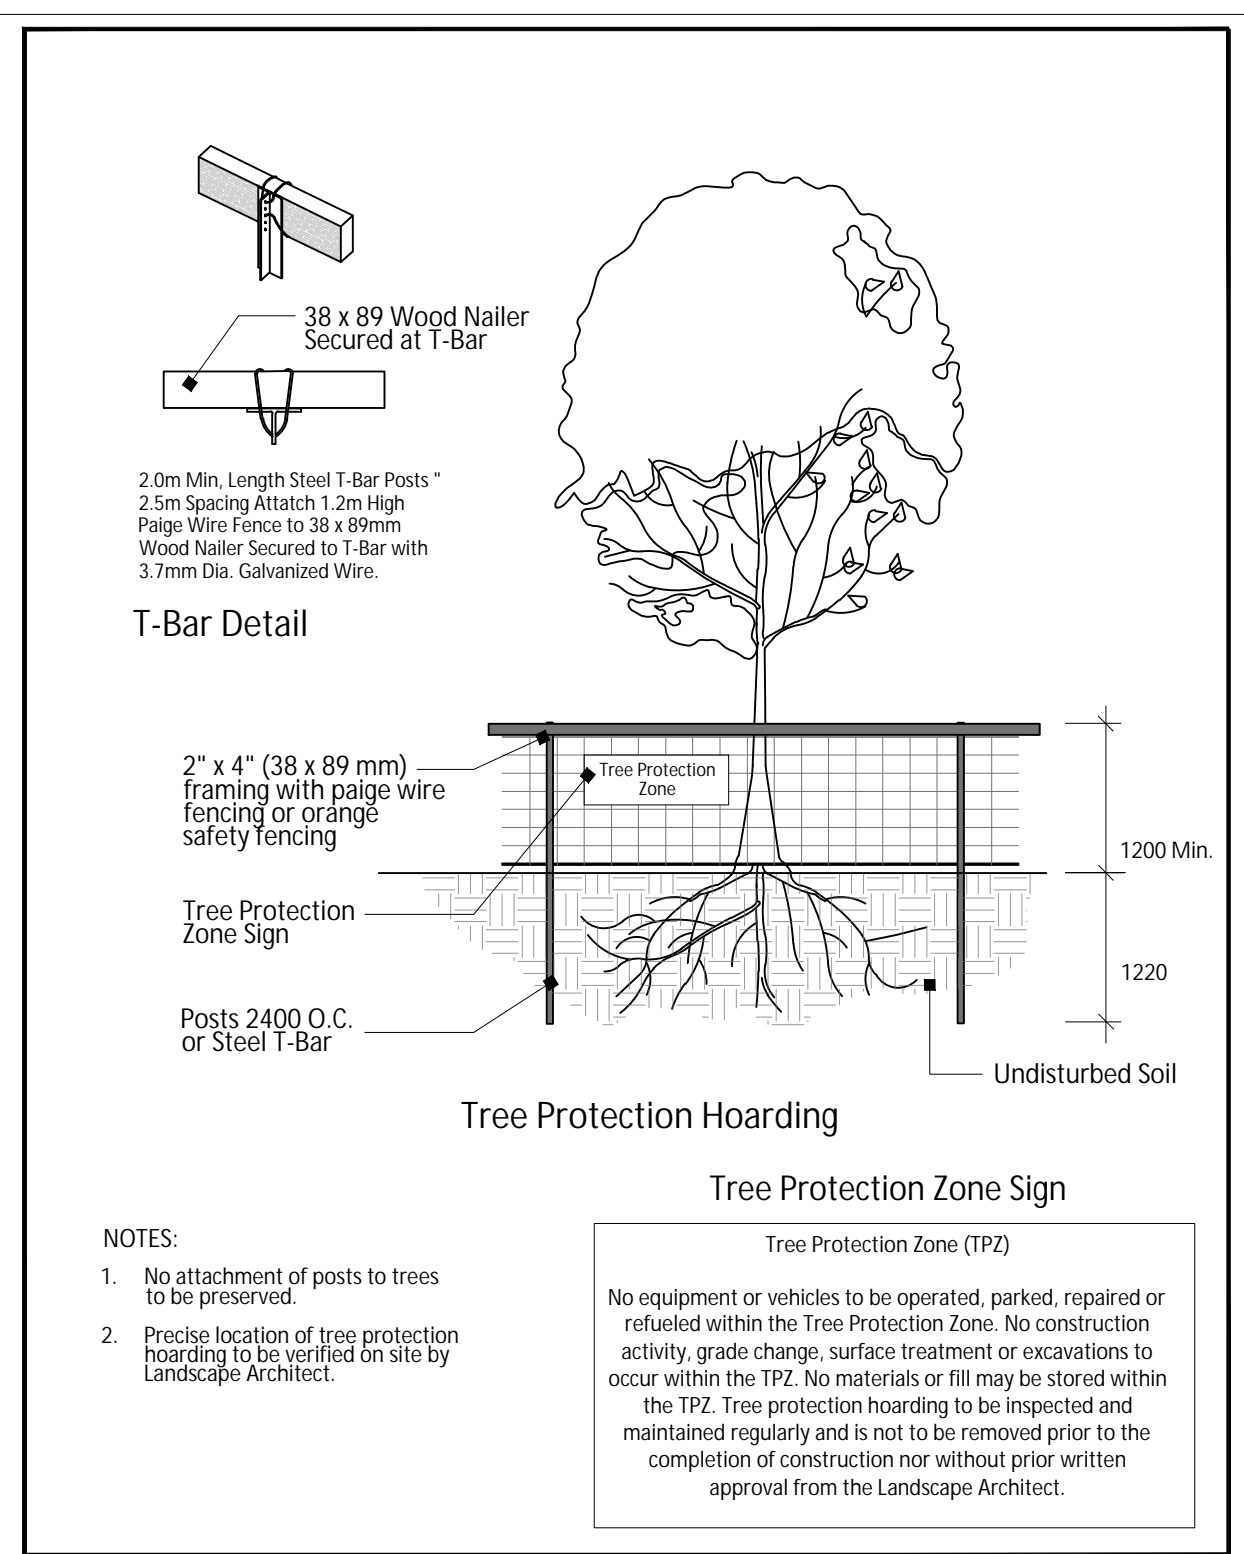 38 x 89 Wood Nailer
Secured at T-Bar
2.0m Min, Length Steel T-Bar Posts "
2.5m Spacing Attatch 1.2m High
Paige Wire Fence to 38 x 89mm
Wood Nailer Secured to T-Bar with
3.7mm Dia. Galvanized Wire.
T-Bar Detail
2" x 4" (38 x 89 mm)
framing with paige wire
fencing or orange
safety fencing
Tree Protection
Zone
1200 Min.
Tree Protection
Zone Sign
1220
Posts 2400 O.C.
or Steel T-Bar
Undisturbed Soil
Tree Protection Hoarding
NOTES:
1. No attachment of posts to trees
to be preserved.
2. Precise location of tree protection
hoarding to be verified on site by
Landscape Architect.
Tree Protection Zone Sign
Tree Protection Zone (TPZ)
No equipment or vehicles to be operated, parked, repaired or
refueled within the Tree Protection Zone. No construction
activity, grade change, surface treatment or excavations to
occur within the TPZ. No materials or fill may be stored within
the TPZ. Tree protection hoarding to be inspected and
maintained regularly and is not to be removed prior to the
completion of construction nor without prior written
approval from the Landscape Architect.